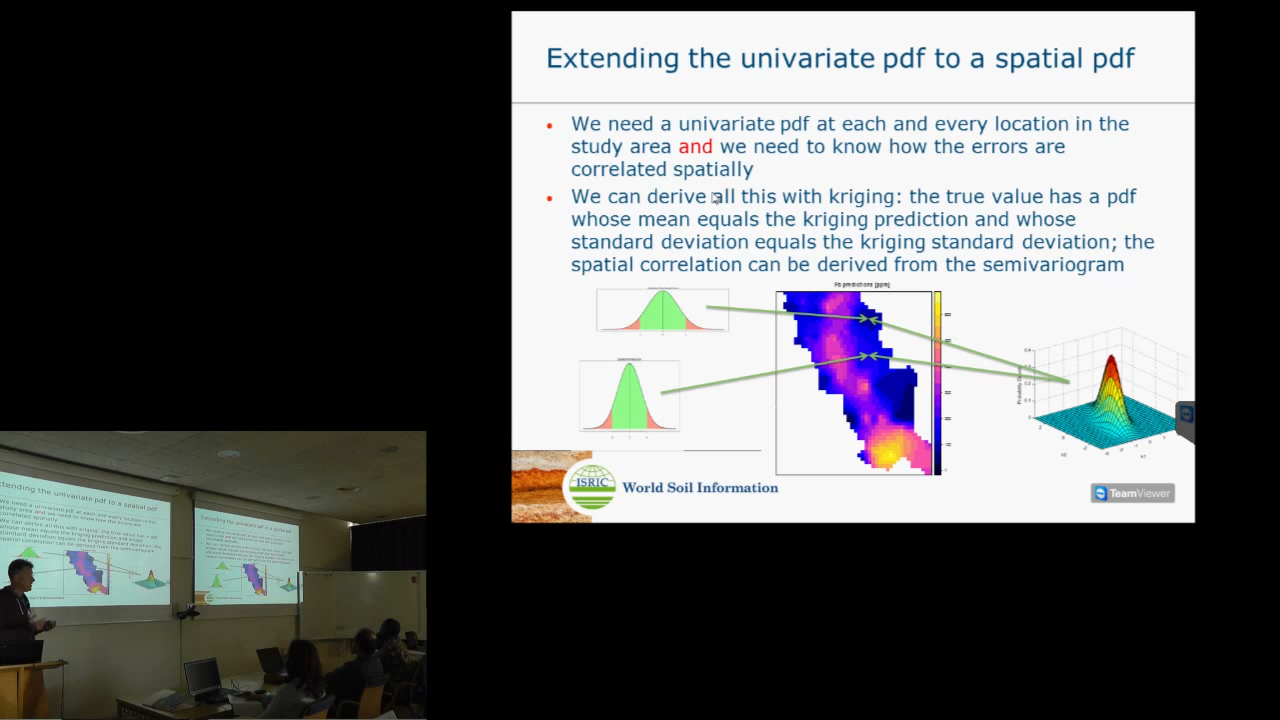 Extending the univariate pdf to a spatial pdf
• We need a univariate pdf at each and every location in the
study area and we need to know how the errors are
correlated spatially
• We can derive all this with kriging: the true value has a pdf
whose mean equals the kriging prediction and whose
standard deviation equals the kriging standard deviation; the
spatial correlation can be derived from the semivariogram
Pb predictions [ppm]
ISRIC World Soil Information
TeamViewer